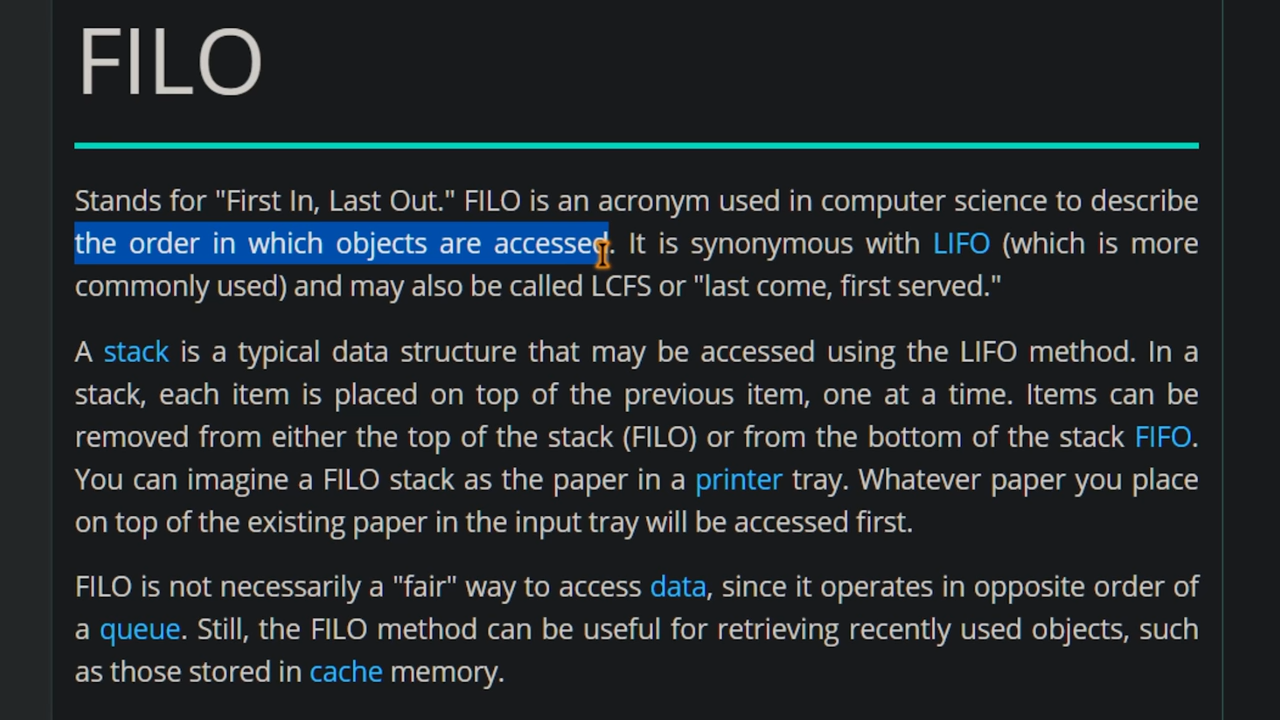 FILO
Stands for "First In, Last Out." FILO is an acronym used in computer science to describe
the order in which objects are accessed. It is synonymous with LIFO (which is more
commonly used) and may also be called LCFS or "last come, first served."
A stack is a typical data structure that may be accessed using the LIFO method. In a
stack, each item is placed on top of the previous item, one at a time. Items can be
removed from either the top of the stack (FILO) or from the bottom of the stack FIFO.
You can imagine a FILO stack as the paper in a printer tray. Whatever paper you place
on top of the existing paper in the input tray will be accessed first.
FILO is not necessarily a "fair" way to access data, since it operates in opposite order of
a queue. Still, the FILO method can be useful for retrieving recently used objects, such
as those stored in cache memory.